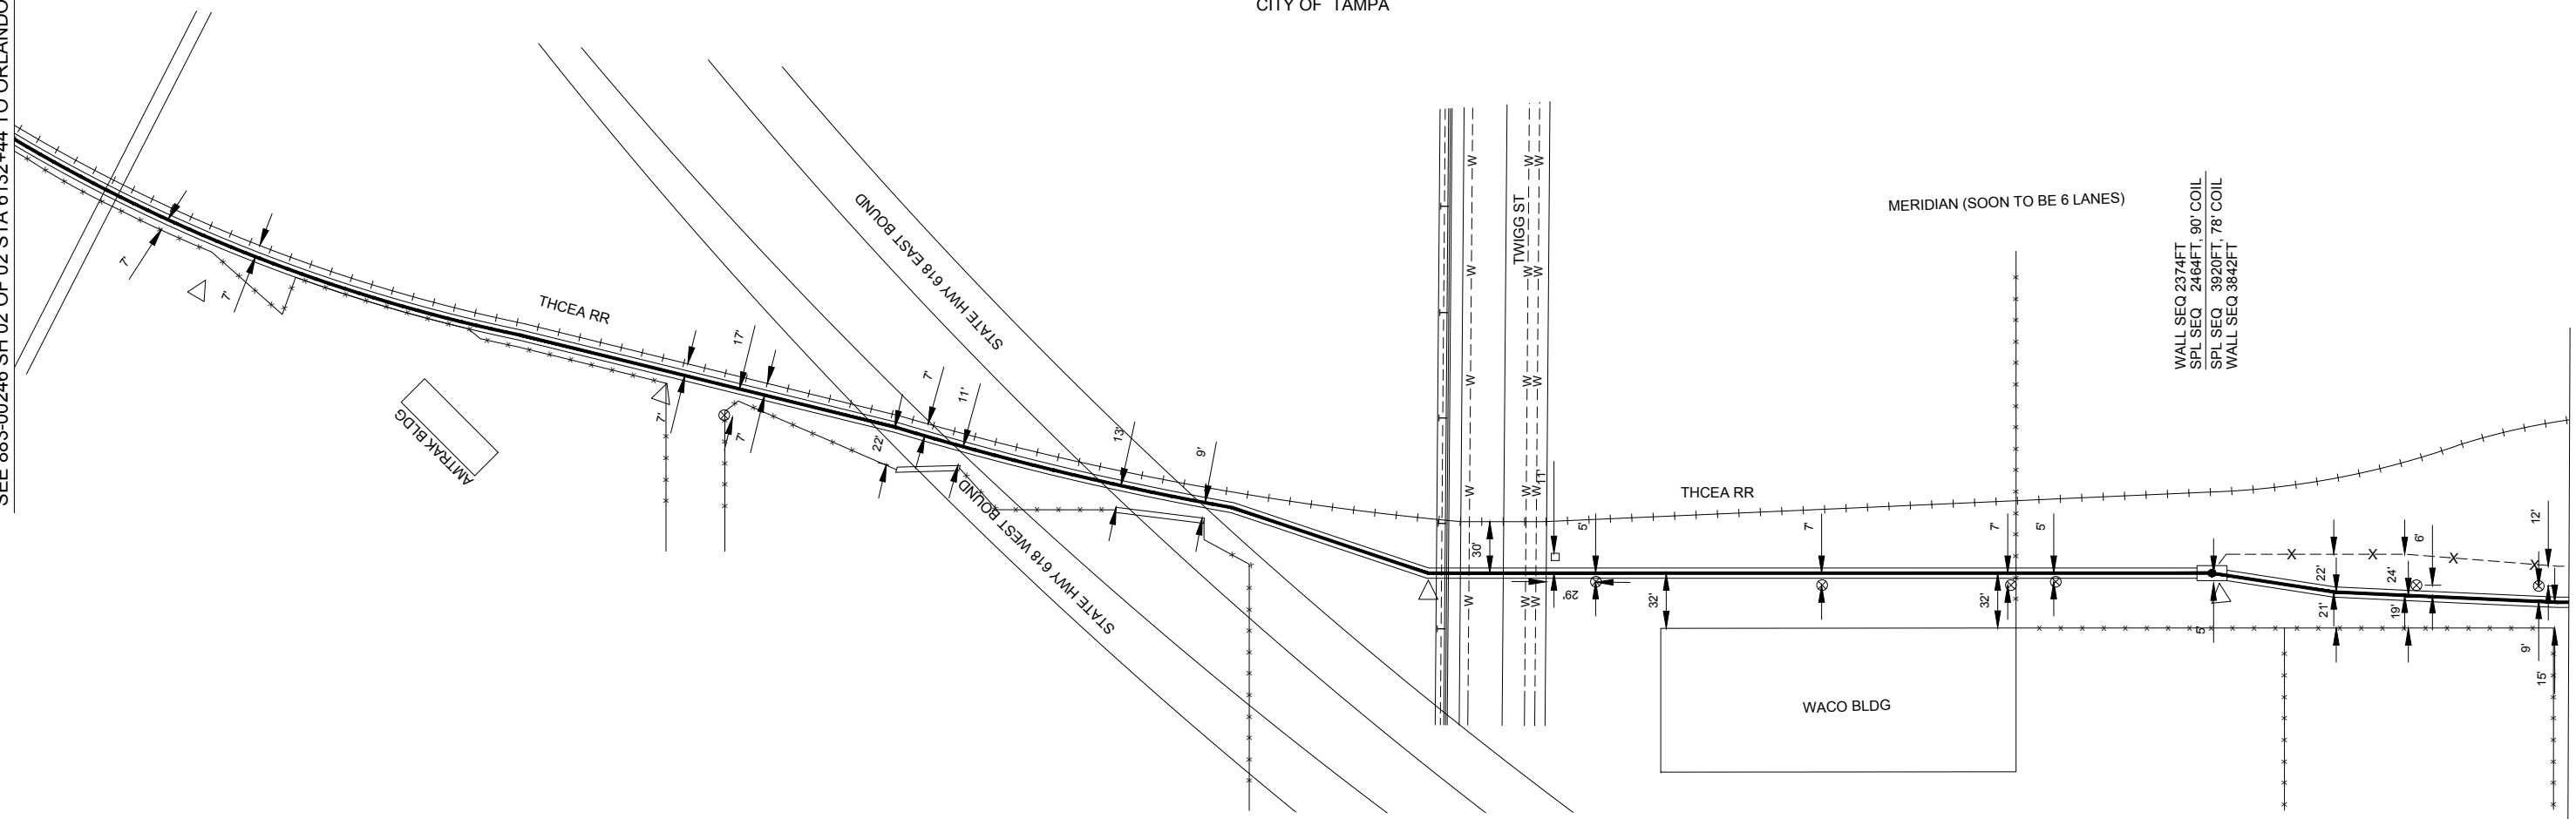 CITY OF TAMPA
SEE 883-00246 SH 02 OF 02 STA 6132+44 TO ORLANDO
7'
7'
THCEA RR
AMTRAK BLDG
17'
7'
7'
22'
7'
11'
13'
9'
STATE HWY 618 EAST BOUND
STATE HWY 618 WEST BOUND
TWIGG ST
W
W
W
W
W
W W
W W
W W
W W
W W
30'
11'
29'
5'
THCEA RR
7'
7'
5'
MERIDIAN (SOON TO BE 6 LANES)
WALL SEQ 2374FT
SPL SEQ 2464FT, 90' COIL
SPL SEQ 3920FT, 78' COIL
WALL SEQ 3842FT
32'
32'
WACO BLDG
5'
X
X
X
X
22'
21'
24'
19'
6'
12'
9'
15'